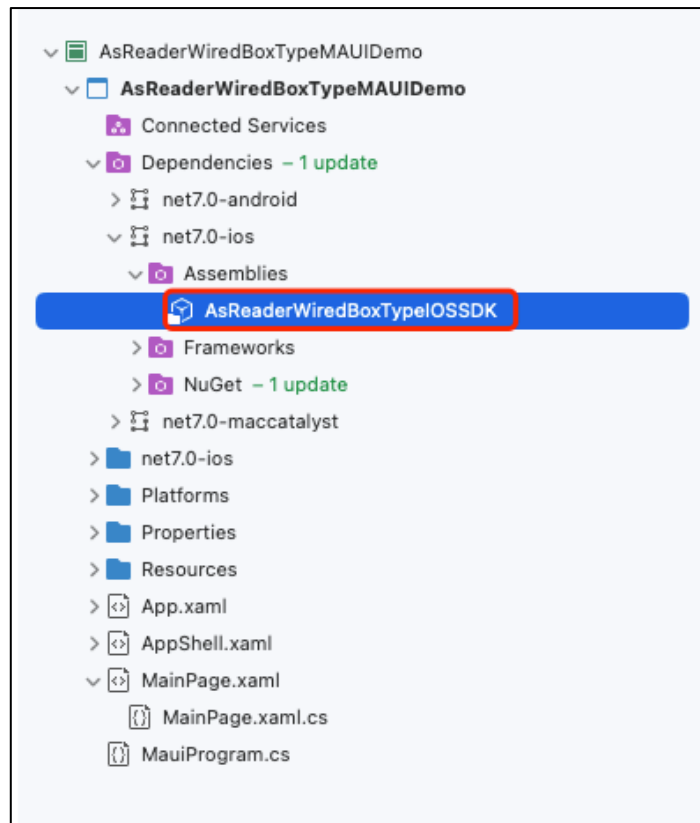 AsReaderWiredBoxTypeMAUIDemo
AsReaderWiredBoxTypeMAUIDemo
Connected Services
Dependencies – 1 update
net7.0-android
net7.0-ios
Assemblies
AsReaderWiredBoxTypeIOSSDK
Frameworks
NuGet – 1 update
net7.0-maccatalyst
net7.0-ios
Platforms
Properties
Resources
App.xaml
AppShell.xaml
MainPage.xaml
MainPage.xaml.cs
MauiProgram.cs